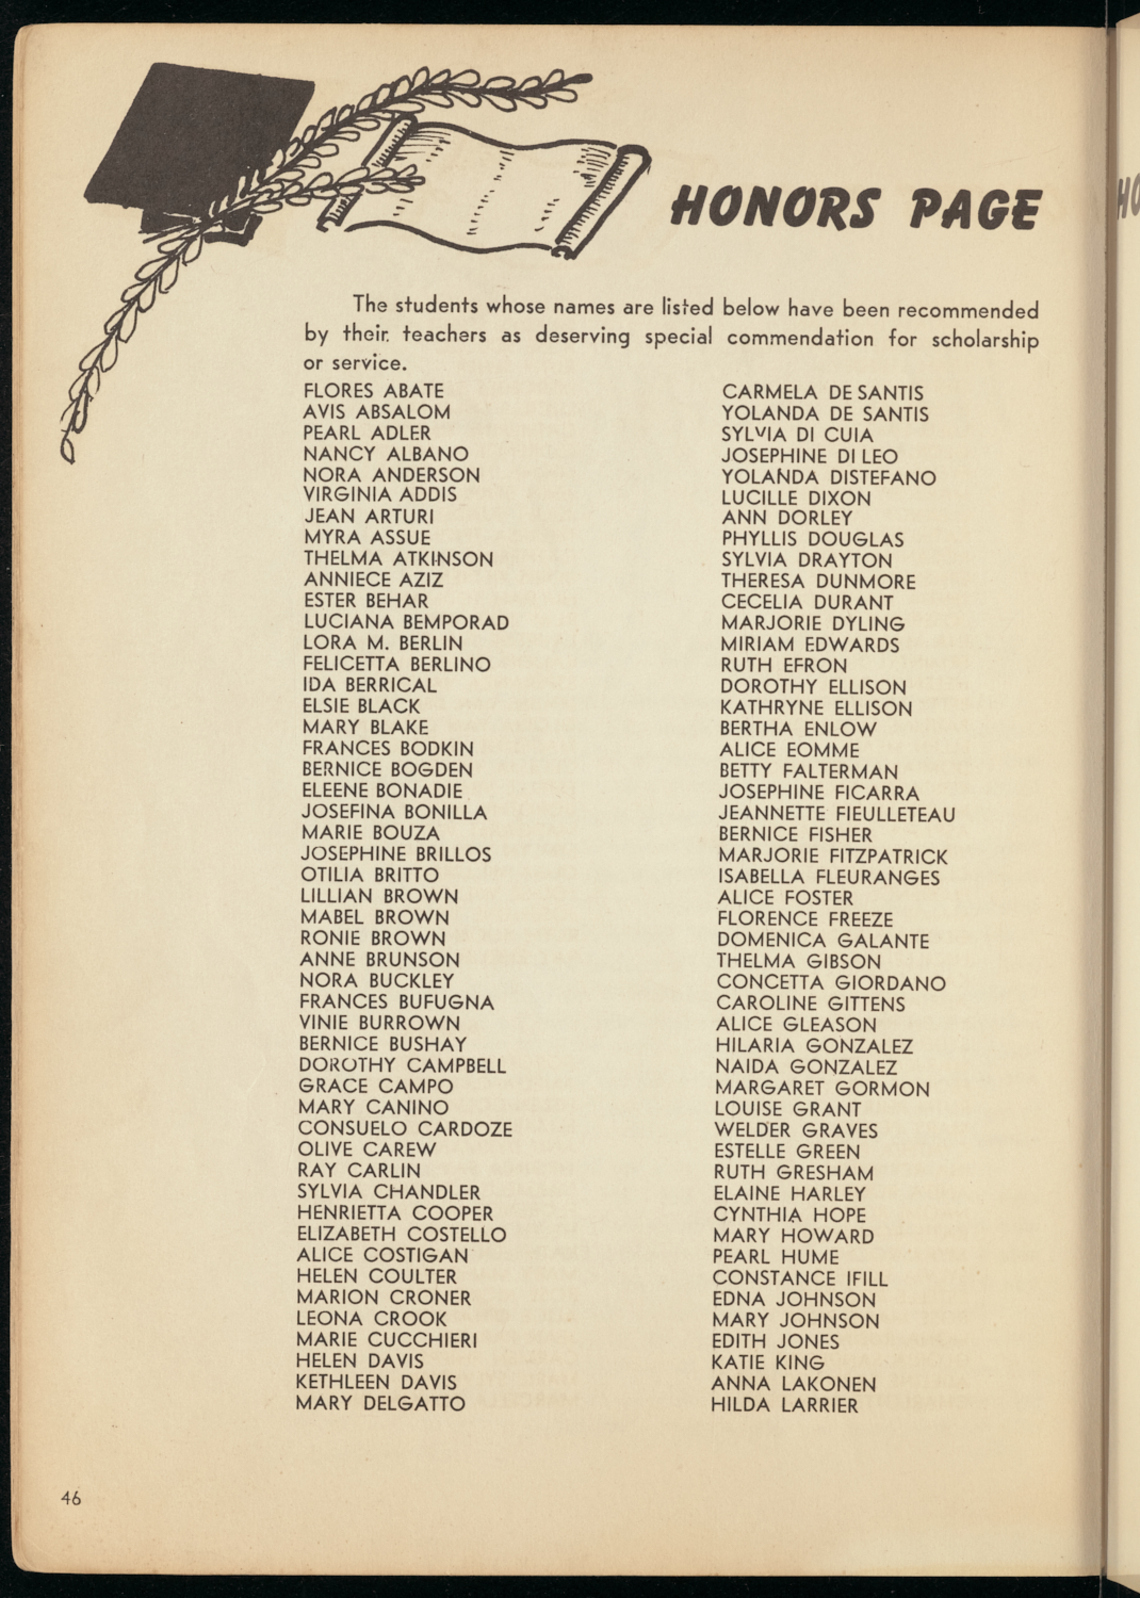 HONORS PAGE
The students whose names are listed below have been recommended
by their teachers as deserving special commendation for scholarship
or service.
FLORES ABATE
AVIS ABSALOM
PEARL ADLER
NANCY ALBANO
NORA ANDERSON
VIRGINIA ADDIS
JEAN ARTURI
MYRA ASSUE
THELMA ATKINSON
ANNIECE AZIZ
ESTER BEHAR
LUCIANA BEMPORAD
LORA M. BERLIN
FELICETTA BERLINO
IDA BERRICAL
ELSIE BLACK
MARY BLAKE
FRANCES BODKIN
BERNICE BOGDEN
ELEENE BONADIE
JOSEFINA BONILLA
MARIE BOUZA
JOSEPHINE BRILLOS
OTILIA BRITTO
LILLIAN BROWN
MABEL BROWN
RONIE BROWN
ANNE BRUNSON
NORA BUCKLEY
FRANCES BUFUGNA
VINIE BURROWN
BERNICE BUSHAY
DOROTHY CAMPBELL
GRACE CAMPO
MARY CANINO
CONSUELO CARDOZE
OLIVE CAREW
RAY CARLIN
SYLVIA CHANDLER
HENRIETTA COOPER
ELIZABETH COSTELLO
ALICE COSTIGAN
HELEN COULTER
MARION CRONER
LEONA CROOK
MARIE CUCCHIERI
HELEN DAVIS
KETHLEEN DAVIS
MARY DELGATTO
CARMELA DE SANTIS
YOLANDA DE SANTIS
SYLVIA DI CUIA
JOSEPHINE DI LEO
YOLANDA DISTEFANO
LUCILLE DIXON
ANN DORLEY
PHYLLIS DOUGLAS
SYLVIA DRAYTON
THERESA DUNMORE
CECELIA DURANT
MARJORIE DYLING
MIRIAM EDWARDS
RUTH EFRON
DOROTHY ELLISON
KATHRYNE ELLISON
BERTHA ENLOW
ALICE EOMME
BETTY FALTERMAN
JOSEPHINE FICARRA
JEANNETTE FIEULLETEAU
BERNICE FISHER
MARJORIE FITZPATRICK
ISABELLA FLEURANGES
ALICE FOSTER
FLORENCE FREEZE
DOMENICA GALANTE
THELMA GIBSON
CONCETTA GIORDANO
CAROLINE GITTENS
ALICE GLEASON
HILARIA GONZALEZ
NAIDA GONZALEZ
MARGARET GORMON
LOUISE GRANT
WELDER GRAVES
ESTELLE GREEN
RUTH GRESHAM
ELAINE HARLEY
CYNTHIA HOPE
MARY HOWARD
PEARL HUME
CONSTANCE IFILL
EDNA JOHNSON
MARY JOHNSON
EDITH JONES
KATIE KING
ANNA LAKONEN
HILDA LARRIER
46